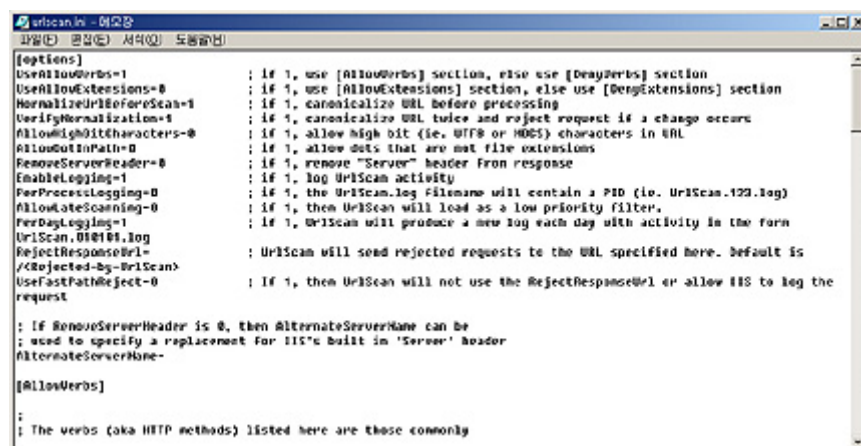 urlscan.ini - 메모장
파일(F) 편집(E) 서식(O) 도움말(H)
[options]
UseAllowVerbs=1 ; if 1, use [AllowVerbs] section, else use [DenyVerbs] section
UseAllowExtensions=0 ; if 1, use [AllowExtensions] section, else use [DenyExtensions] section
NormalizeUrlBeforeScan=1 ; if 1, canonicalize URL before processing
VerifyNormalization=1 ; if 1, canonicalize URL twice and reject request if a change occurs
AllowHighBitCharacters=0 ; if 1, allow high bit (ie. UTF8 or MBCS) characters in URL
AllowDotInPath=0 ; if 1, allow dots that are not file extensions
RemoveServerHeader=0 ; if 1, remove "Server" header from response
EnableLogging=1 ; if 1, log UrlScan activity
PerProcessLogging=0 ; if 1, the UrlScan.log filename will contain a PID (ie. UrlScan.123.log)
AllowLateScanning=0 ; if 1, then UrlScan will load as a low priority filter.
PerDayLogging=1 ; if 1, UrlScan will produce a new log each day with activity in the form
UrlScan.010101.log
RejectResponseUrl= ; UrlScan will send rejected requests to the URL specified here. Default is
/<Rejected-by-UrlScan>
UseFastPathReject=0 ; If 1, then UrlScan will not use the RejectResponseUrl or allow IIS to log the
request
; If RemoveServerHeader is 0, then AlternateServerName can be
; used to specify a replacement for IIS's built in 'Server' header
AlternateServerName=
[AllowVerbs]
;
; The verbs (aka HTTP methods) listed here are those commonly